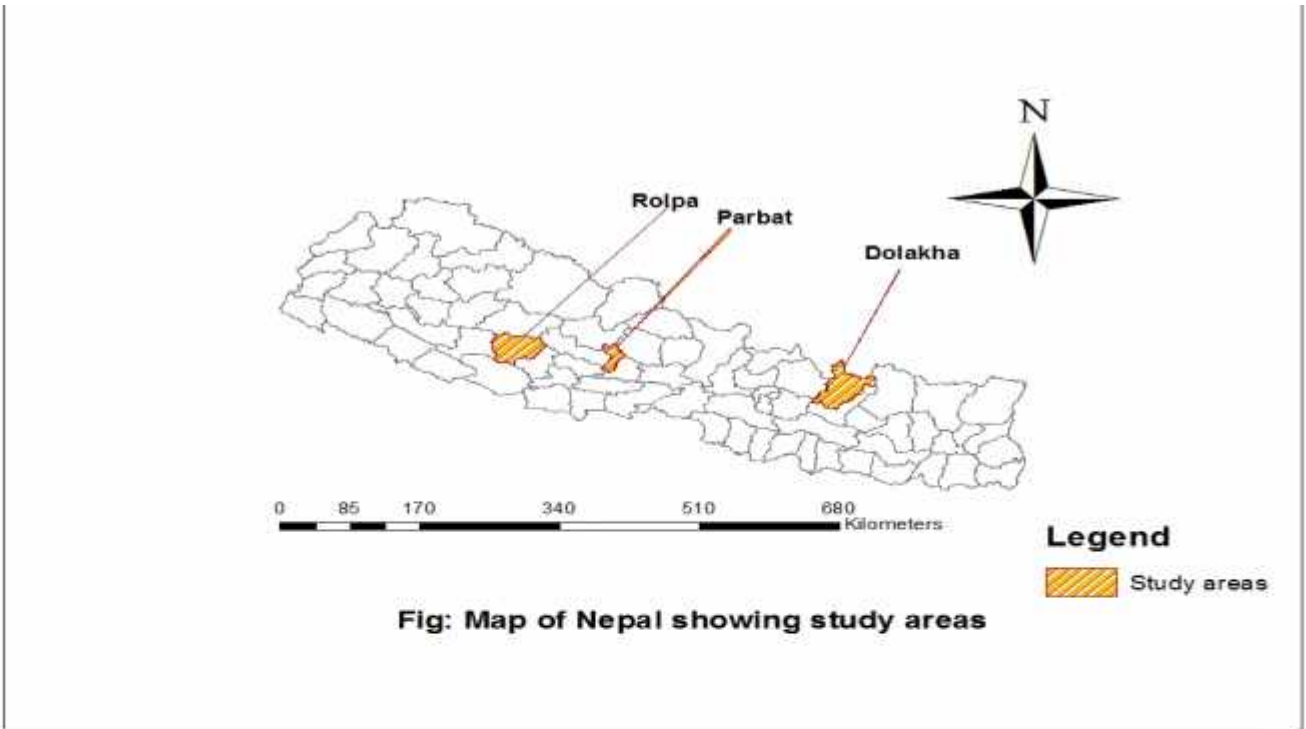 N
Rolpa
Parbat
Dolakha
0 85 170 340 510 680
Kilometers
Legend
Study areas
Fig: Map of Nepal showing study areas